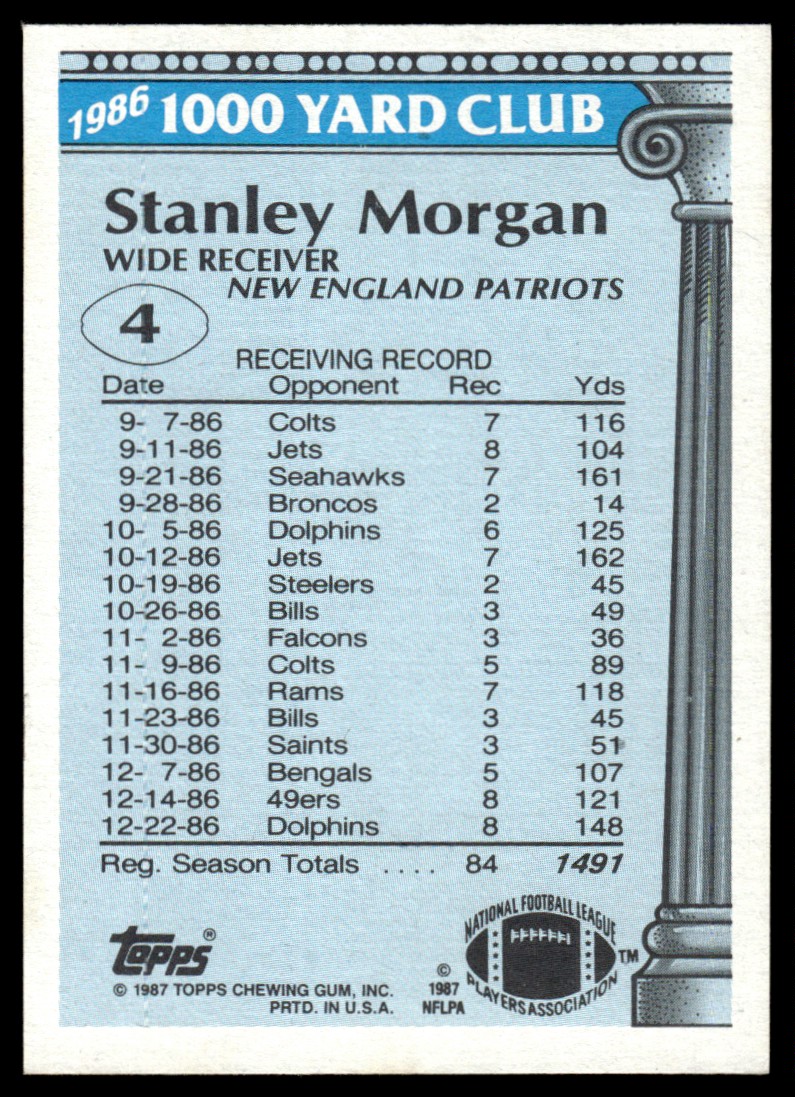 1986 1000 YARD CLUB
Stanley Morgan
WIDE RECEIVER
NEW ENGLAND PATRIOTS
4
RECEIVING RECORD
Date Opponent Rec Yds
9- 7-86 Colts 7 116
9-11-86 Jets 8 104
9-21-86 Seahawks 7 161
9-28-86 Broncos 2 14
10- 5-86 Dolphins 6 125
10-12-86 Jets 7 162
10-19-86 Steelers 2 45
10-26-86 Bills 3 49
11- 2-86 Falcons 3 36
11- 9-86 Colts 5 89
11-16-86 Rams 7 118
11-23-86 Bills 3 45
11-30-86 Saints 3 51
12- 7-86 Bengals 5 107
12-14-86 49ers 8 121
12-22-86 Dolphins 8 148
Reg. Season Totals .... 84 1491
Topps®
© 1987 TOPPS CHEWING GUM, INC.
PRTD. IN U.S.A.
© 1987 NFLPA
NATIONAL FOOTBALL LEAGUE
PLAYERS ASSOCIATION
TM